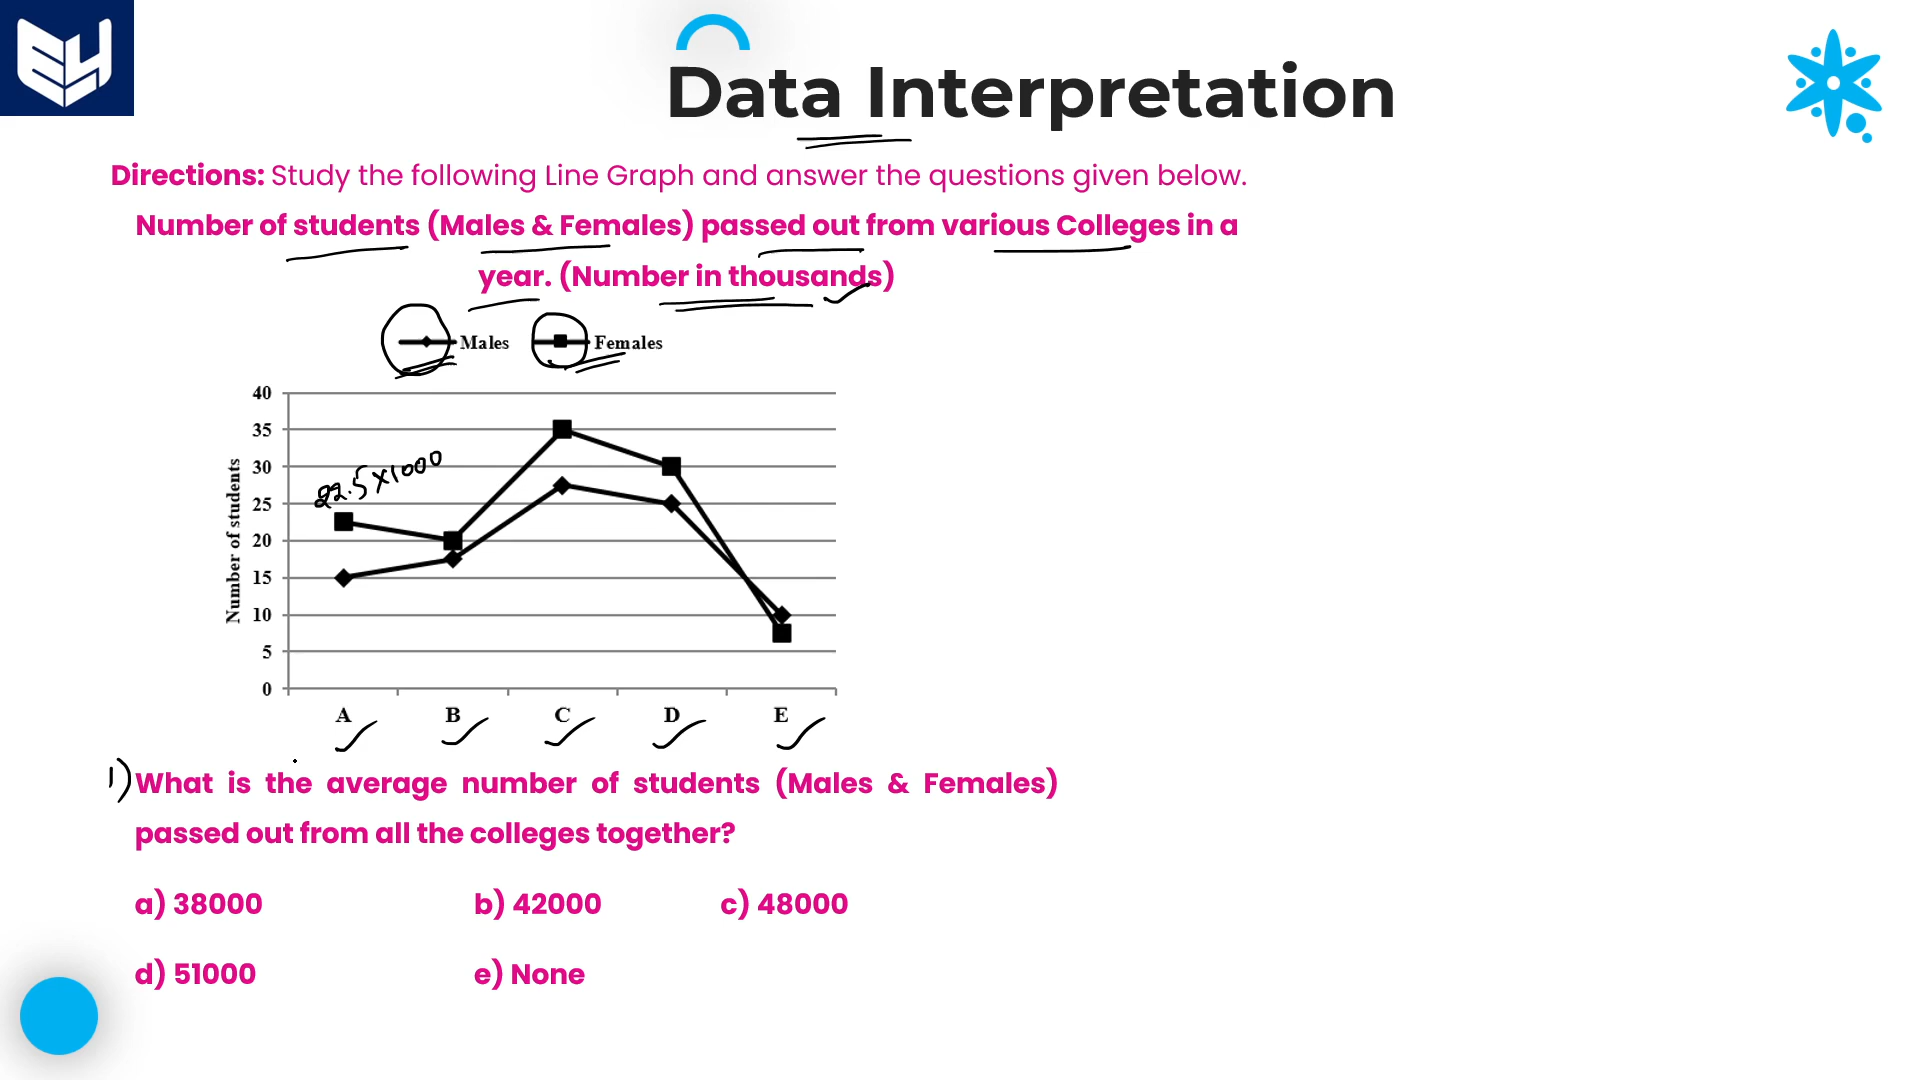 EY
Data Interpretation
Directions: Study the following Line Graph and answer the questions given below.
Number of students (Males & Females) passed out from various Colleges in a
year. (Number in thousands)
Males Females
Number of students
40
35
30
25
20
15
10
5
0
22.5×1000
A B C D E
1) What is the average number of students (Males & Females)
passed out from all the colleges together?
a) 38000 b) 42000 c) 48000
d) 51000 e) None